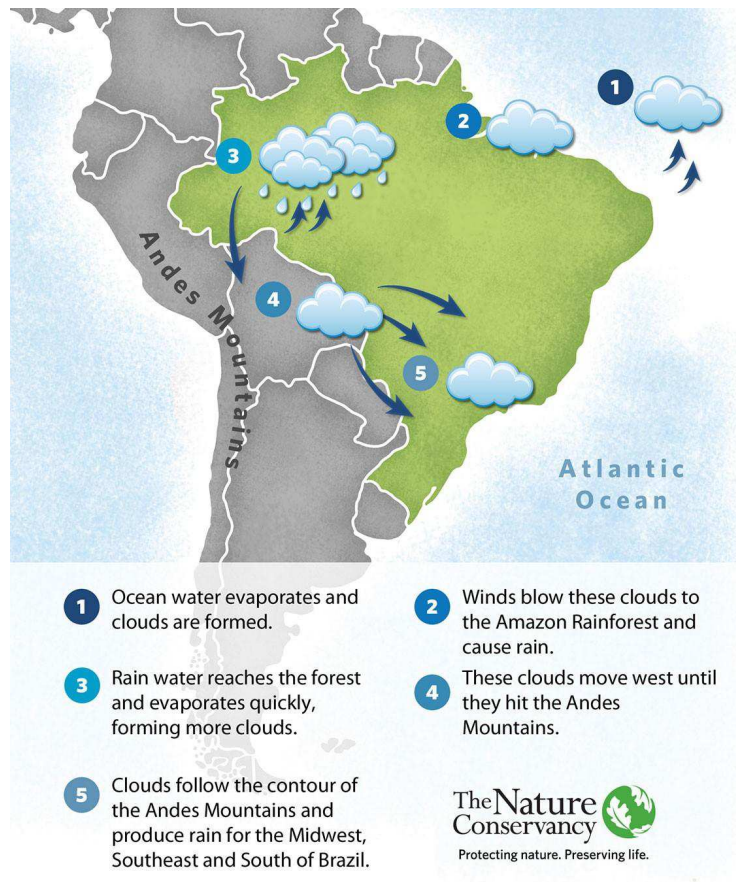 1
2
3
Andes Mountains
4
5
Atlantic
Ocean
1 Ocean water evaporates and
clouds are formed.
2 Winds blow these clouds to
the Amazon Rainforest and
cause rain.
3 Rain water reaches the forest
and evaporates quickly,
forming more clouds.
4 These clouds move west until
they hit the Andes
Mountains.
5 Clouds follow the contour of
the Andes Mountains and
produce rain for the Midwest,
Southeast and South of Brazil.
The Nature
Conservancy
Protecting nature. Preserving life.